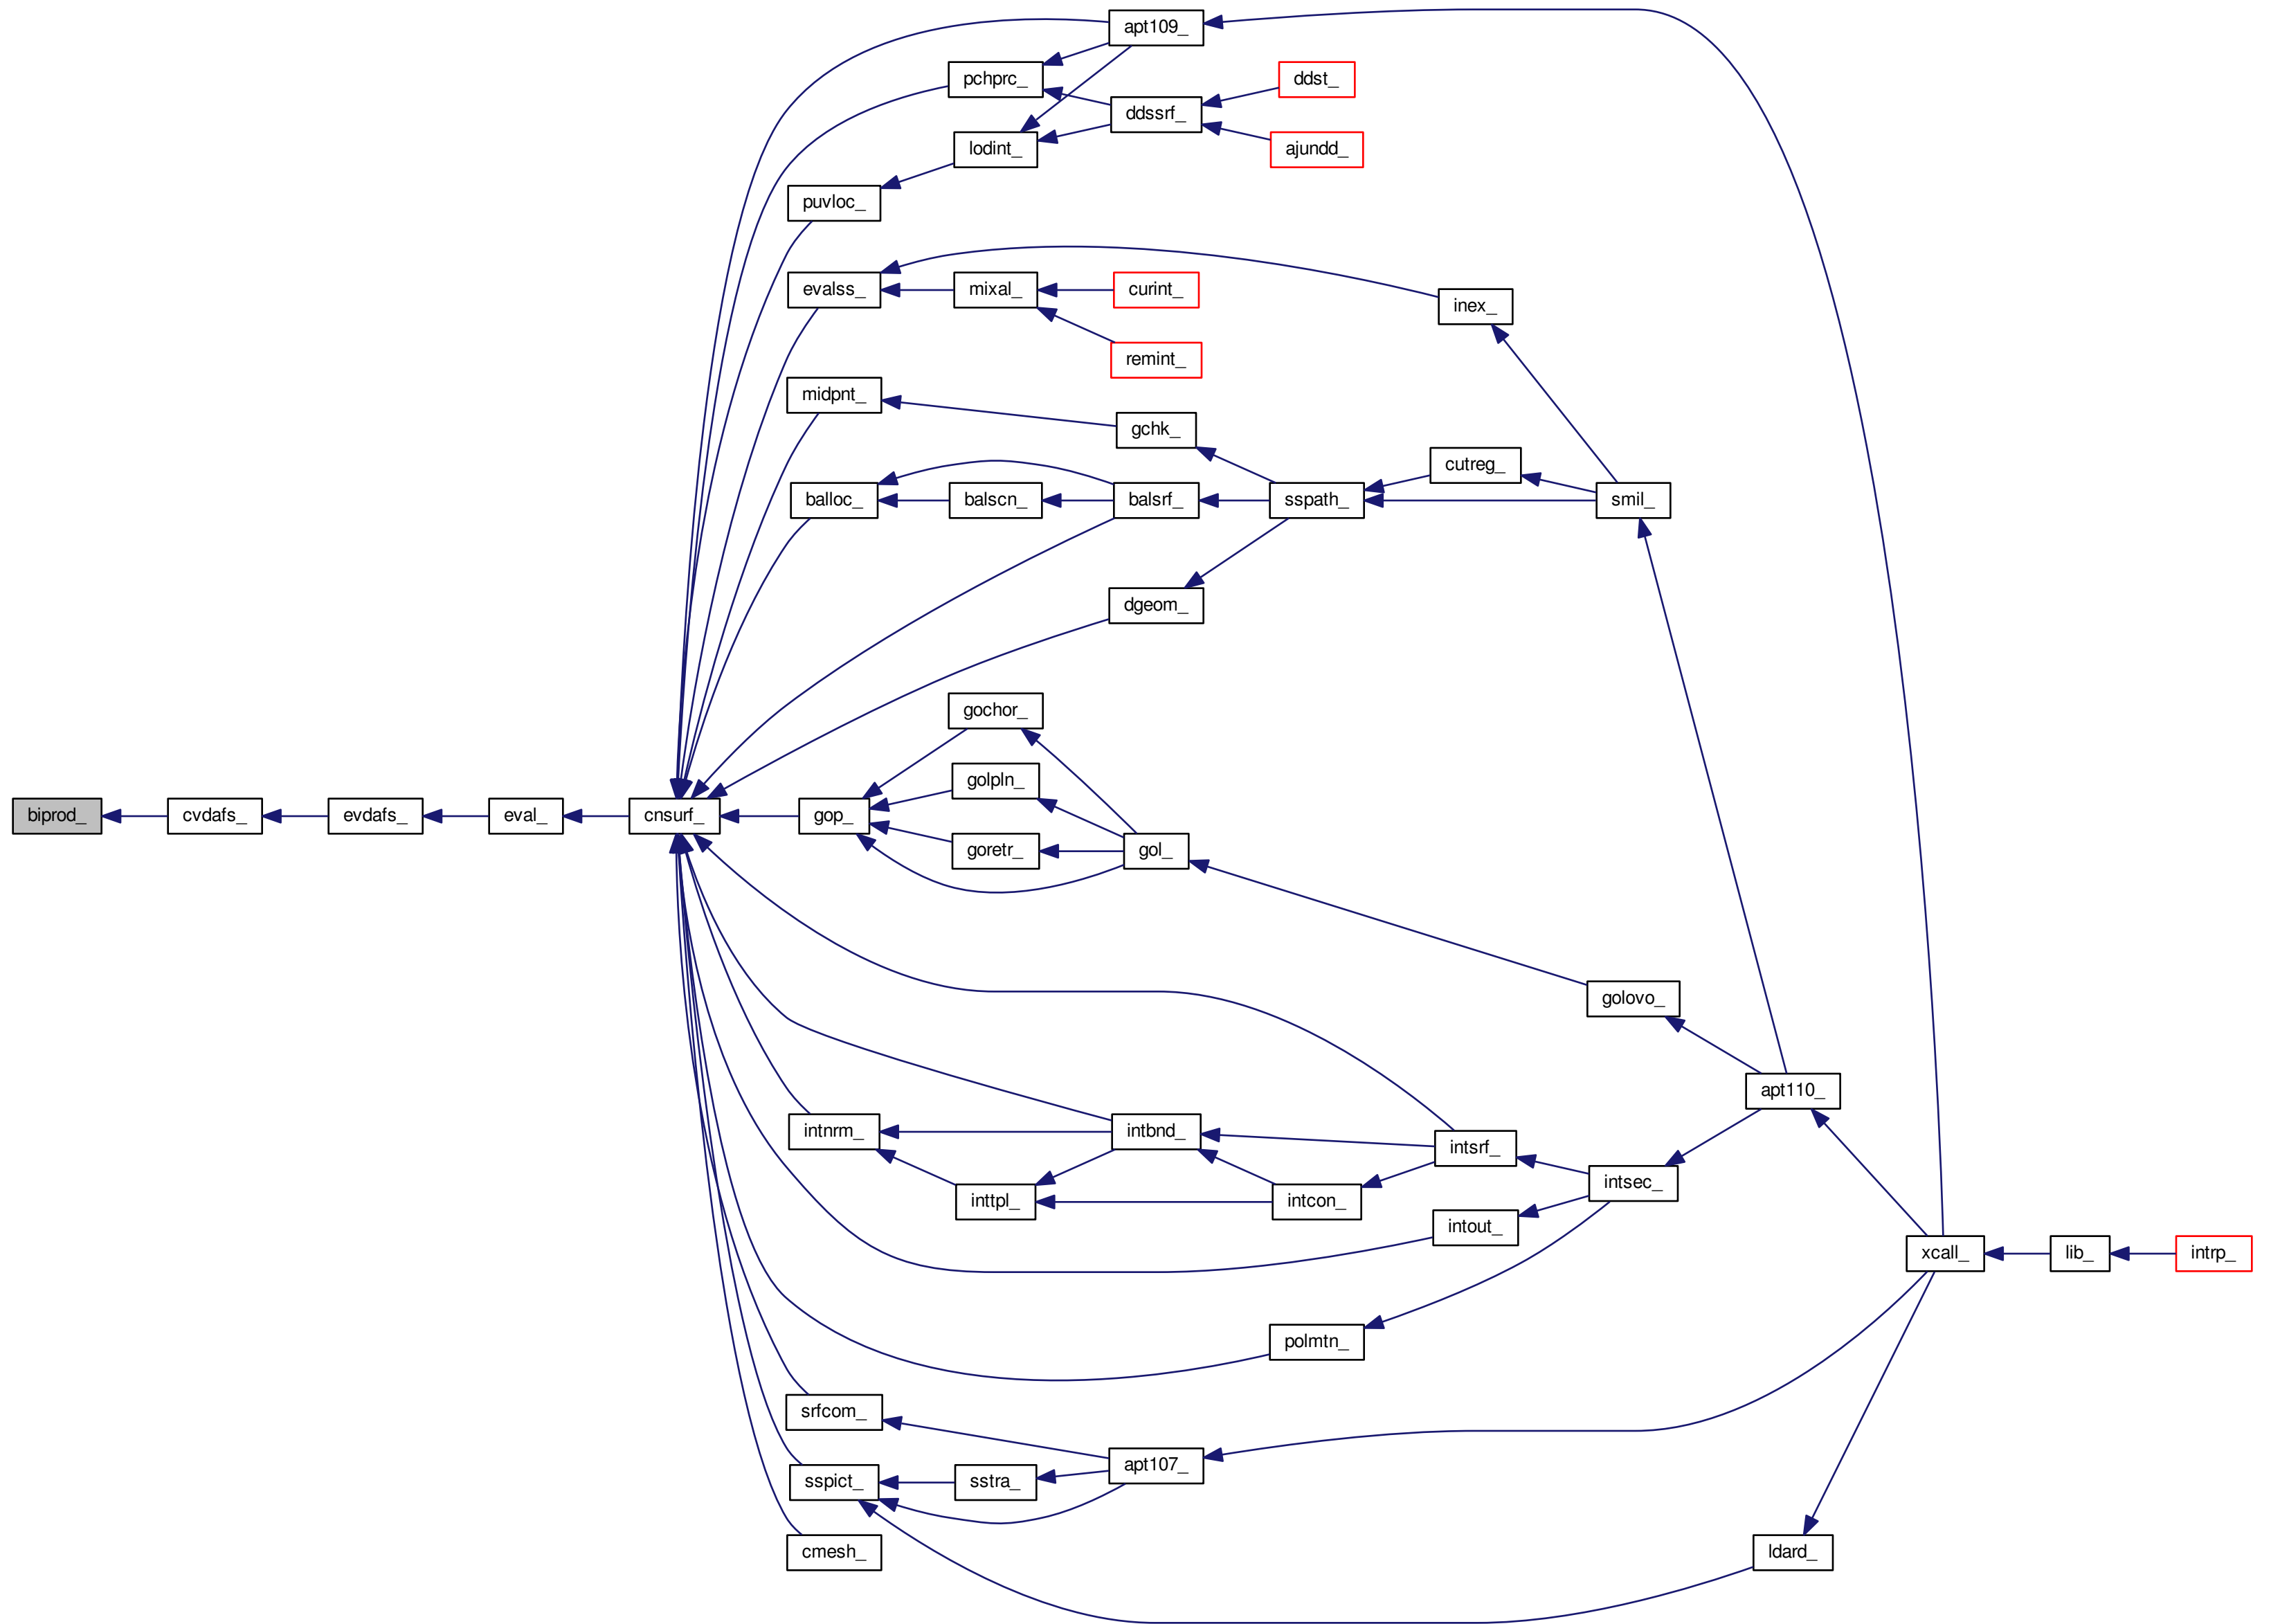 apt109_
pchprc_
ddst_
ddssrf_
lodint_
ajundd_
puvloc_
evalss_
mixal_
curint_
inex_
remint_
midpnt_
gchk_
cutreg_
balloc_
balscn_
balsrf_
sspath_
smil_
dgeom_
gochor_
golpln_
biprod_
cvdafs_
evdafs_
eval_
cnsurf_
gop_
goretr_
gol_
golovo_
apt110_
intnrm_
intbnd_
intsrf_
intsec_
inttpl_
intcon_
intout_
xcall_
lib_
intrp_
polmtn_
srfcom_
apt107_
sspict_
sstra_
cmesh_
ldard_